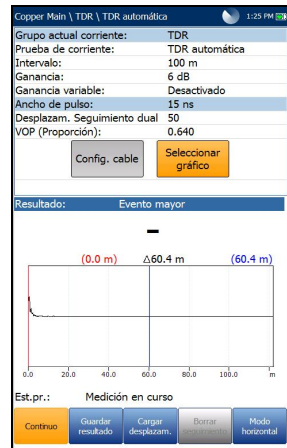 Copper Main \ TDR \ TDR automática 1:25 PM
Grupo actual corriente: TDR
Prueba de corriente: TDR automática
Intervalo: 100 m
Ganancia: 6 dB
Ganancia variable: Desactivado
Ancho de pulso: 15 ns
Desplazam. Seguimiento dual 50
VOP (Proporción): 0.640
Config. cable
Seleccionar
gráfico
Resultado: Evento mayor
–
(0.0 m) Δ60.4 m (60.4 m)
0.0 20.0 40.0 60.0 80.0 100.0 m
Est.pr.: Medición en curso
Continuo
Guardar
resultado
Cargar
desplazam.
Borrar
Modo
horizontal